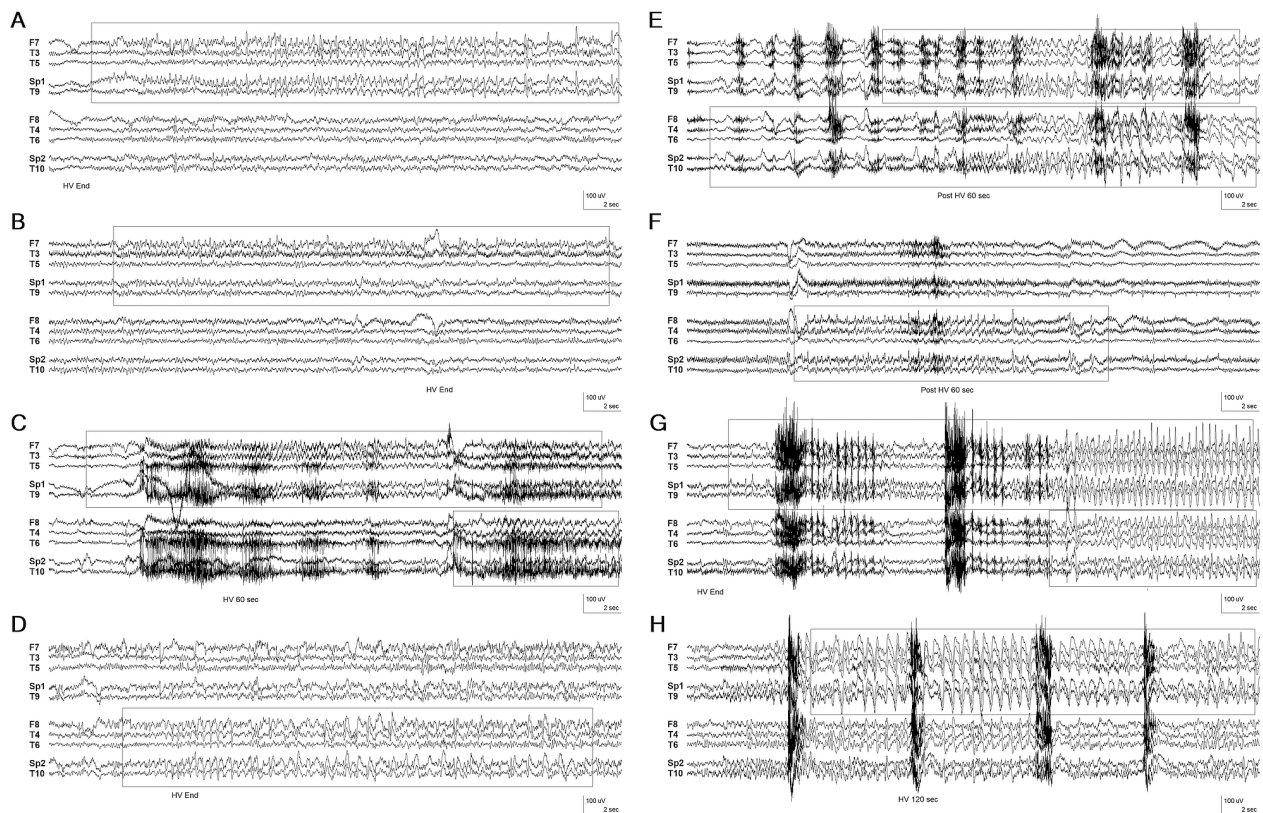 A
F7
T3
T5
Sp1
T9
F8
T4
T6
Sp2
T10
HV End
100 uV
2 sec
B
F7
T3
T5
Sp1
T9
F8
T4
T6
Sp2
T10
HV End
100 uV
2 sec
C
F7
T3
T5
Sp1
T9
F8
T4
T6
Sp2
T10
HV 60 sec
100 uV
2 sec
D
F7
T3
T5
Sp1
T9
F8
T4
T6
Sp2
T10
HV End
100 uV
2 sec
E
F7
T3
T5
Sp1
T9
F8
T4
T6
Sp2
T10
Post HV 60 sec
100 uV
2 sec
F
F7
T3
T5
Sp1
T9
F8
T4
T6
Sp2
T10
Post HV 60 sec
100 uV
2 sec
G
F7
T3
T5
Sp1
T9
F8
T4
T6
Sp2
T10
HV End
100 uV
2 sec
H
F7
T3
T5
Sp1
T9
F8
T4
T6
Sp2
T10
HV 120 sec
100 uV
2 sec